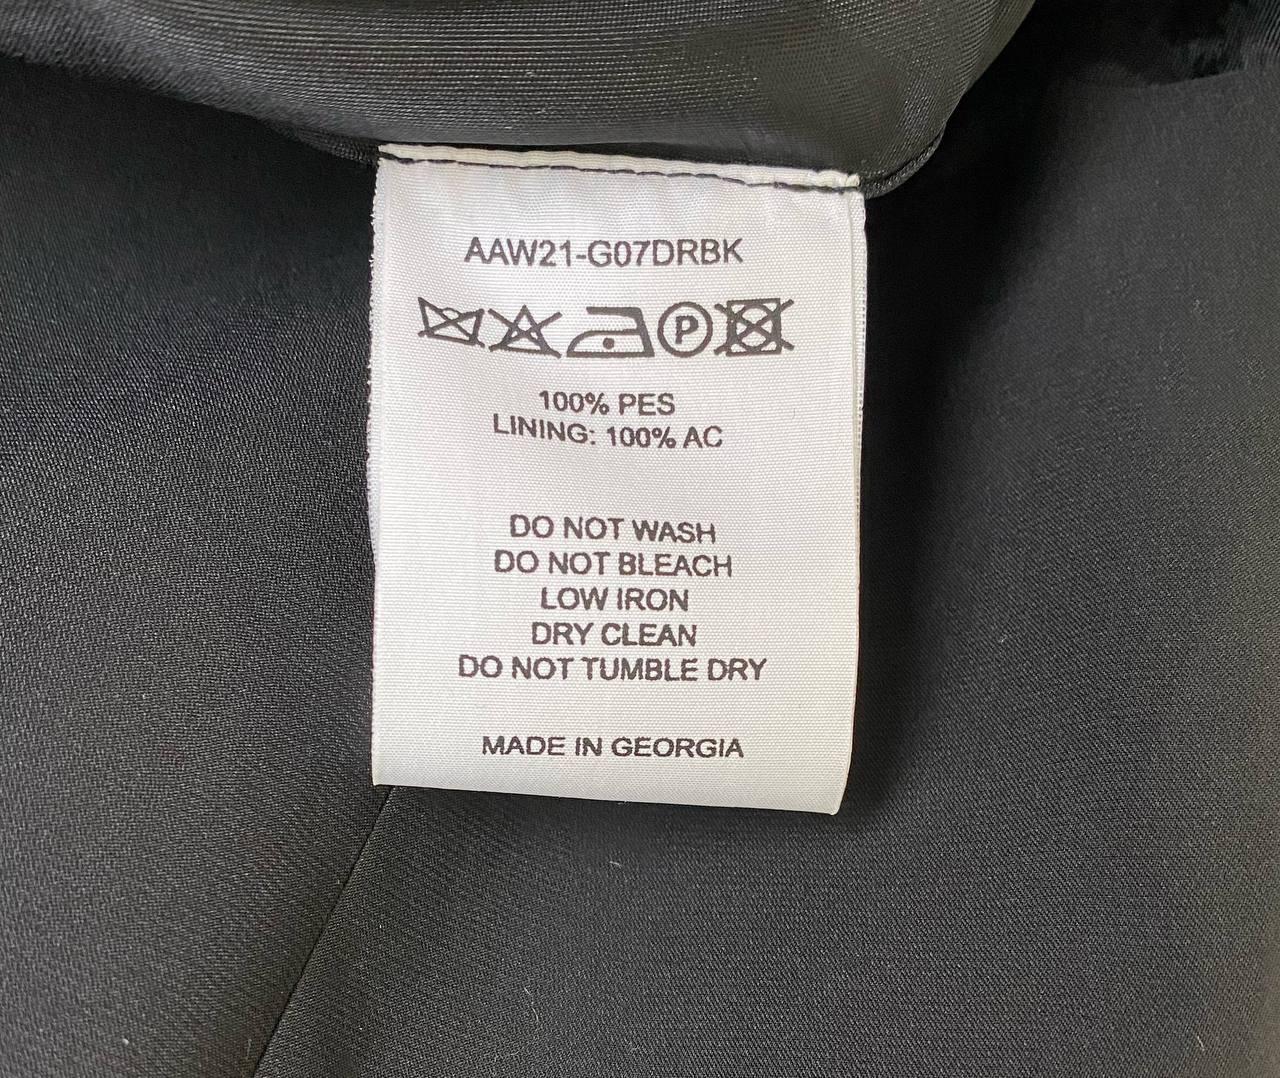 AAW21-G07DRBK
P
100% PES
LINING: 100% AC
DO NOT WASH
DO NOT BLEACH
LOW IRON
DRY CLEAN
DO NOT TUMBLE DRY
MADE IN GEORGIA